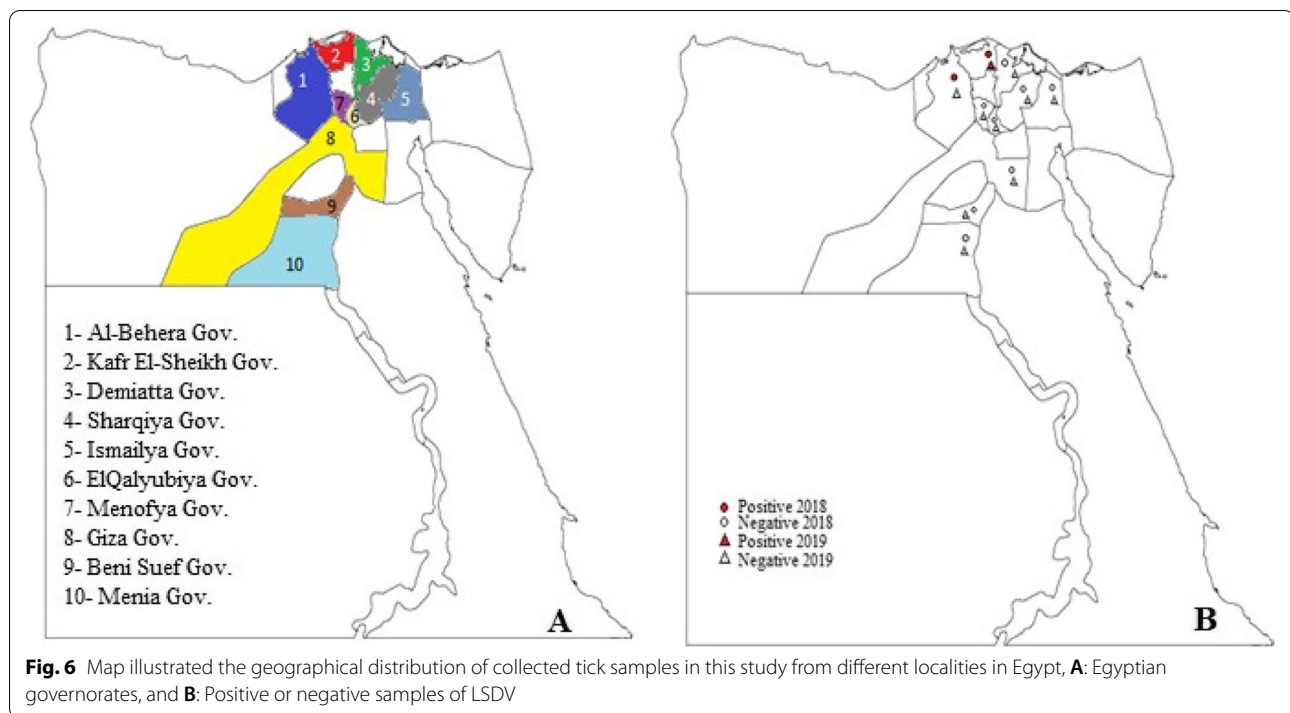 1
2
3
4
5
6
7
8
9
10
1- Al-Behera Gov.
2- Kafr El-Sheikh Gov.
3- Demiatta Gov.
4- Sharqiya Gov.
5- Ismailya Gov.
6- ElQalyubiya Gov.
7- Menofya Gov.
8- Giza Gov.
9- Beni Suef Gov.
10- Menia Gov.
A
Positive 2018
Negative 2018
Positive 2019
Negative 2019
B
Fig. 6 Map illustrated the geographical distribution of collected tick samples in this study from different localities in Egypt, A: Egyptian
governorates, and B: Positive or negative samples of LSDV